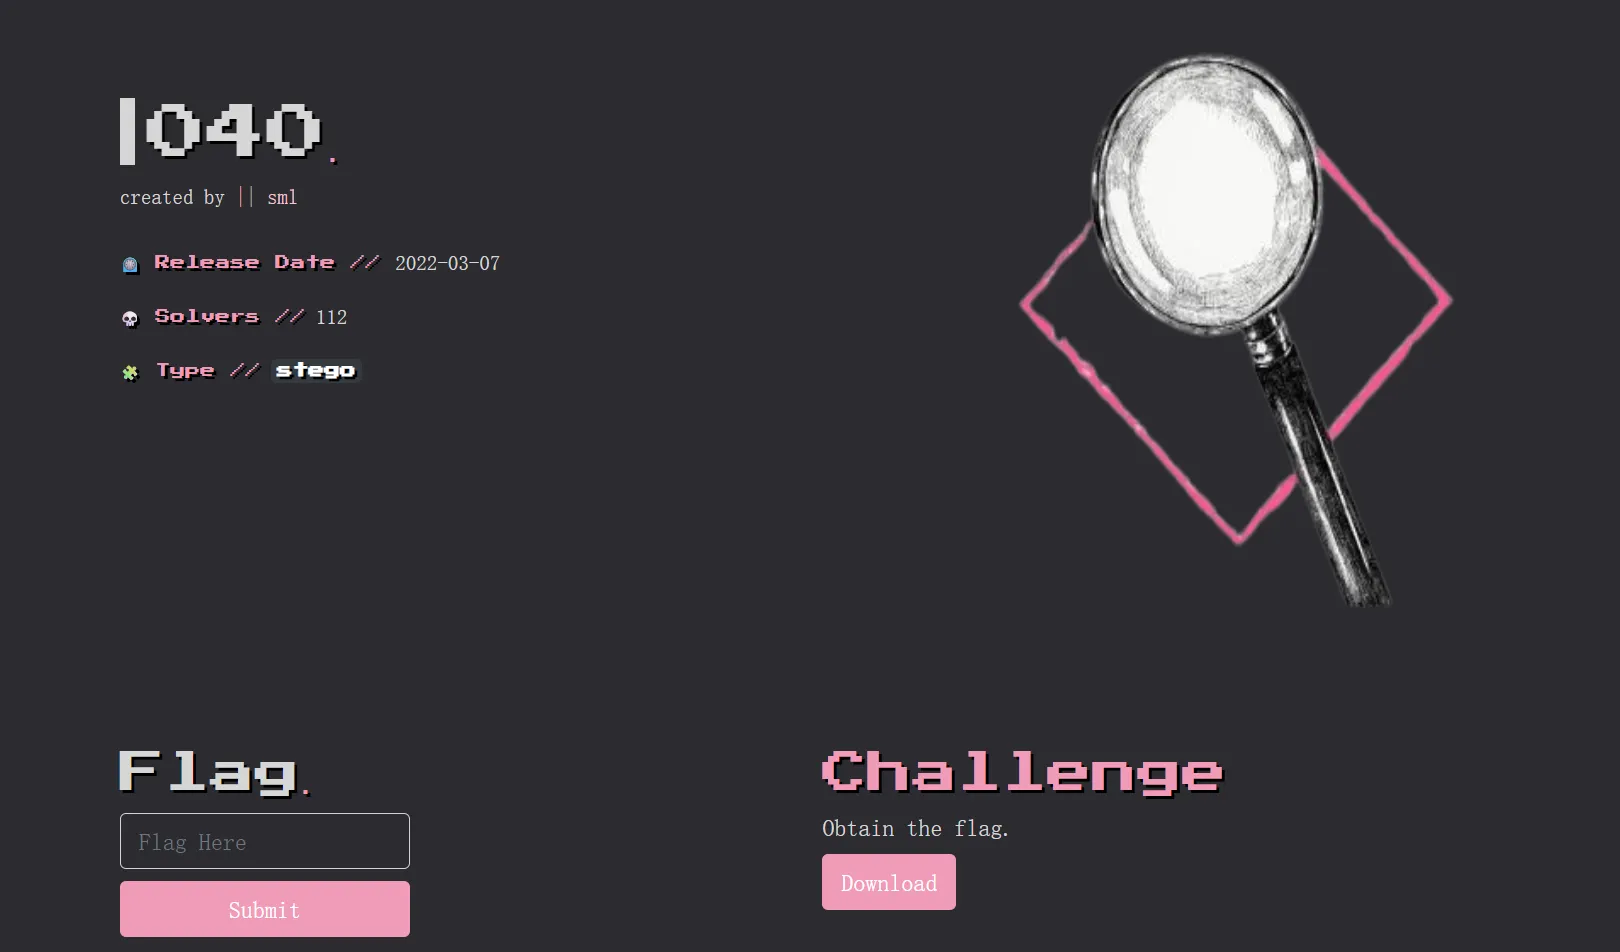 040.
created by || sml
Release Date // 2022-03-07
Solvers // 112
Type // stego
Flag.
Flag Here
Submit
Challenge
Obtain the flag.
Download